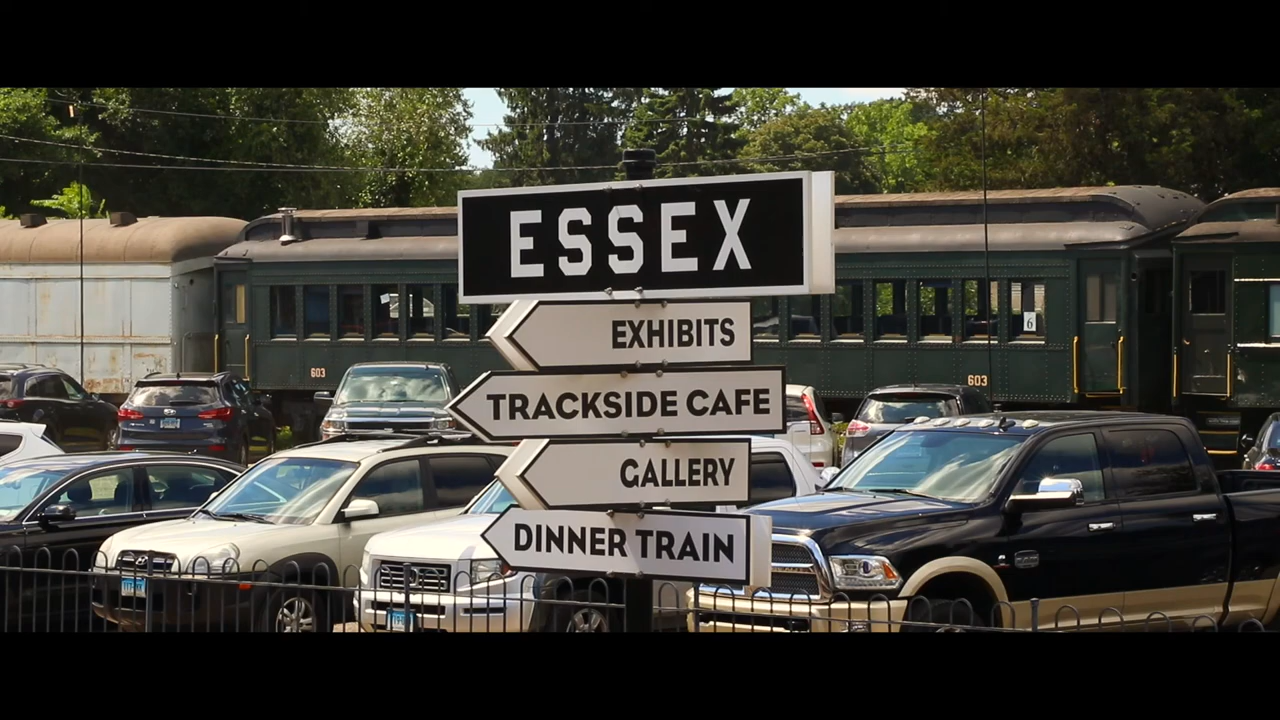 ESSEX
EXHIBITS
6
603
603
TRACKSIDE CAFE
GALLERY
DINNER TRAIN